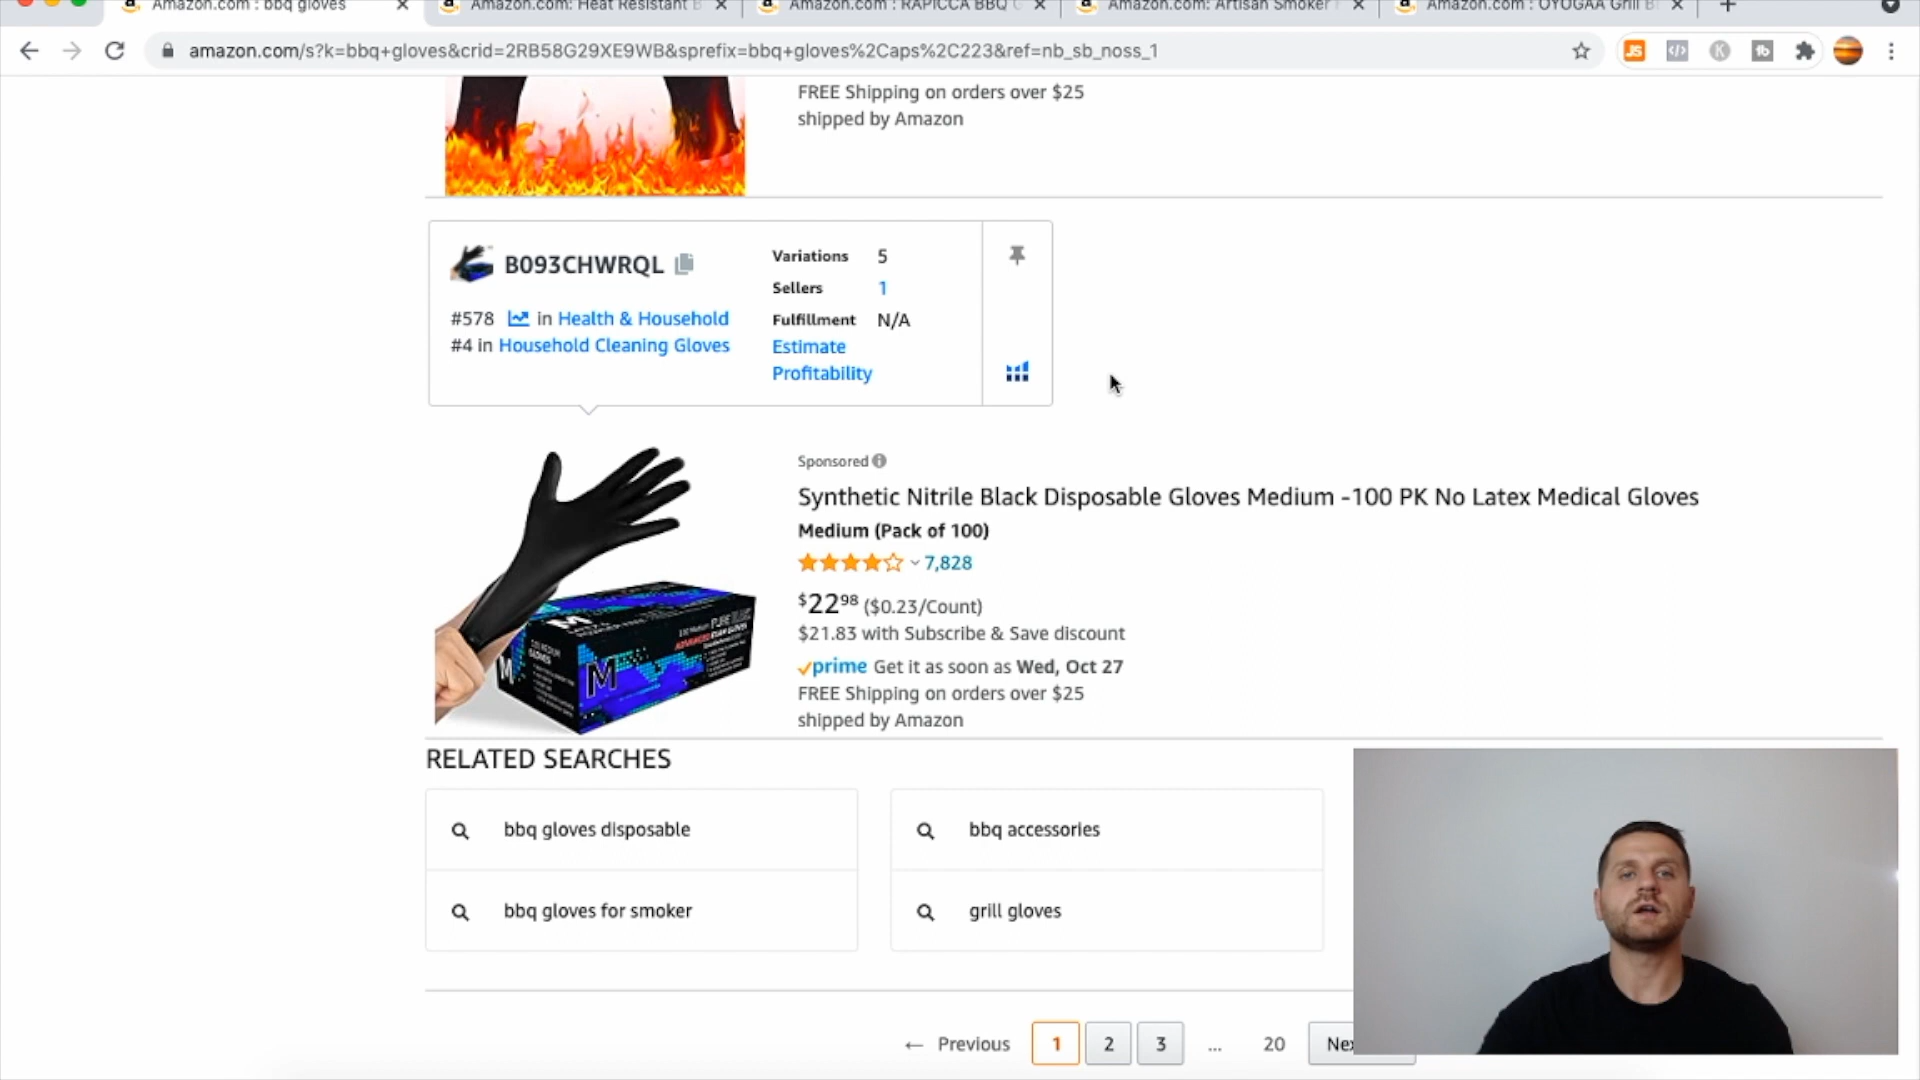 Amazon.com : bbq gloves
Amazon.com: Heat Resistant B
Amazon.com : RAPICCA BBQ G
Amazon.com: Artisan Smoker
Amazon.com : OYOGAA Grill B
amazon.com/s?k=bbq+gloves&crid=2RB58G29XE9WB&sprefix=bbq+gloves%2Caps%2C223&ref=nb_sb_noss_1
JS
</>
K
FREE Shipping on orders over $25
shipped by Amazon
B093CHWRQL
#578 in Health & Household
#4 in Household Cleaning Gloves
Variations 5
Sellers 1
Fulfillment N/A
Estimate
Profitability
Sponsored
Synthetic Nitrile Black Disposable Gloves Medium -100 PK No Latex Medical Gloves
Medium (Pack of 100)
7,828
$22.98 ($0.23/Count)
$21.83 with Subscribe & Save discount
prime Get it as soon as Wed, Oct 27
FREE Shipping on orders over $25
shipped by Amazon
M
GLOVES
M
RELATED SEARCHES
bbq gloves disposable
bbq accessories
bbq gloves for smoker
grill gloves
← Previous 1 2 3 ... 20 Nex